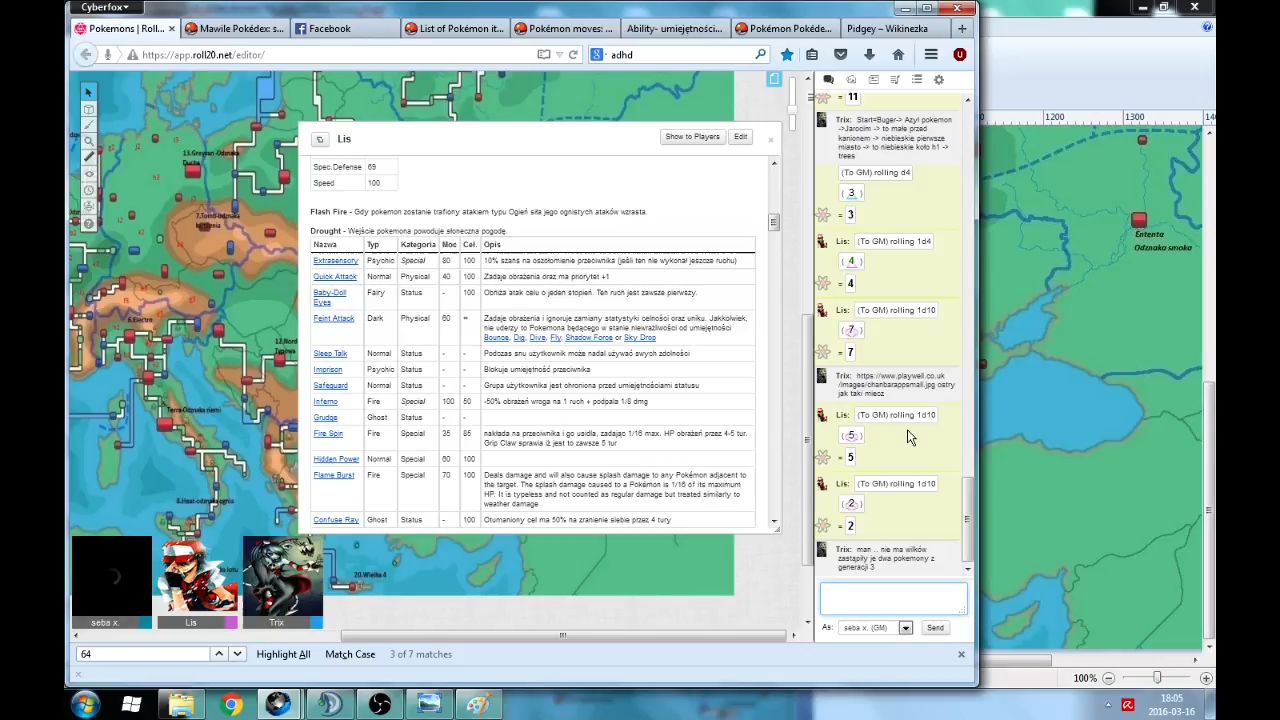 Cyberfox
Pokemons | Roll...
Mawile Pokédex: s...
Facebook
List of Pokémon it...
Pokémon moves: ...
Ability- umiejętności...
Pokémon Pokéde...
Pidgey – Wikinezka
https://app.roll20.net/editor/
adhd
Lis
Show to Players
Edit
Spec.Defense 69
Speed 100
Flash Fire - Gdy pokemon zostanie trafiony atakiem typu Ogień siła jego ognistych ataków wzrasta.
Drought - Wejście pokemona powoduje słoneczna pogodę.
Nazwa Typ Kategoria Moc Cel. Opis
Extrasensory Psychic Special 80 100 10% szans na oszołomienie przeciwnika (jeśli ten nie wykonał jeszcze ruchu)
Quick Attack Normal Physical 40 100 Zadaje obrażenia oraz ma priorytet +1
Baby-Doll Eyes Fairy Status - 100 Obniża atak celu o jeden stopień. Ten ruch jest zawsze pierwszy.
Feint Attack Dark Physical 60 ∞ Zadaje obrażenia i ignoruje zamiany statystyki celności oraz uniku. Jakkolwiek,
nie uderzy to Pokemona będącego w stanie niewrażliwości od umiejętności
Bounce, Dig, Dive, Fly, Shadow Force or Sky Drop
Sleep Talk Normal Status - - Podczas snu użytkownik może nadal używać swych zdolności
Imprison Psychic Status - - Blokuje umiejętność przeciwnika
Safeguard Normal Status - - Grupa użytkownika jest chroniona przed umiejętnościami statusu
Inferno Fire Special 100 50 -50% obrażeń wroga na 1 ruch + podpala 1/8 dmg
Grudge Ghost Status - -
Fire Spin Fire 35 85 nakłada na przeciwnika i go usidla, zadając 1/16 max. HP obrażeń przez 4-5 tur.
Grip Claw sprawia iż jest to zawsze 5 tur
Hidden Power Normal Special 60 100
Flame Burst Fire Special 70 100 Deals damage and will also cause splash damage to any Pokémon adjacent to
the target. The splash damage caused to a Pokémon is 1/16 of its maximum
HP. It is typeless and not counted as regular damage but treated similarly to
weather damage
Confuse Ray Ghost Status - 100 Otumaniony cel ma 50% na zranienie siebie przez 4 tury
= 11
Trix: Start=Buger-> Azyl pokemon
->Jarocim -> to małe przed
kanionem -> niebieskie pierwsze
miasto -> to niebieskie koło h1 ->
trees
(To GM) rolling d4
( 3 )
= 3
Lis: (To GM) rolling 1d4
( 4 )
= 4
Lis: (To GM) rolling 1d10
( 7 )
= 7
Trix: https://www.playwell.co.uk
/images/chanbarappsmall.jpg ostry
jak taki miecz
Lis: (To GM) rolling 1d10
( 5 )
= 5
Lis: (To GM) rolling 1d10
( 2 )
= 2
Trix: man .. nie ma wilków
zastąpiły je dwa pokemony z
generacji 3
As: seba x. (GM) Send
6.Electro
20.Wielka 4
seba x.
Lis
Trix
64
Highlight All
Match Case
3 of 7 matches
1200
1300
Ententa
Odznaka smoka
100%
18:05
2016-03-16